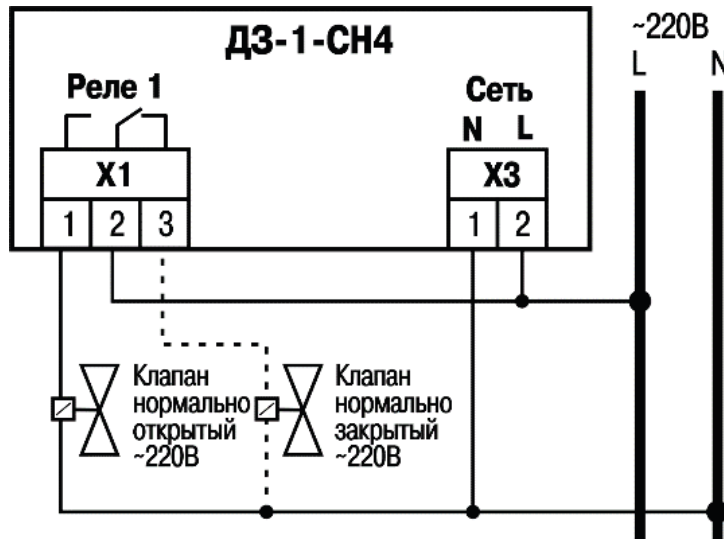 ДЗ-1-СН4
~220В
L N
Реле 1
Сеть
N L
X1
X3
1 2 3
1 2
Клапан
нормально
открытый
~220В
Клапан
нормально
закрытый
~220В